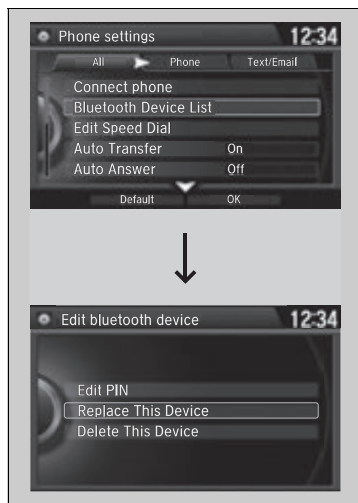 Phone settings 12:34
All Phone Text/Email
Connect phone
Bluetooth Device List
Edit Speed Dial
Auto Transfer On
Auto Answer Off
Default OK
Edit bluetooth device 12:34
Edit PIN
Replace This Device
Delete This Device